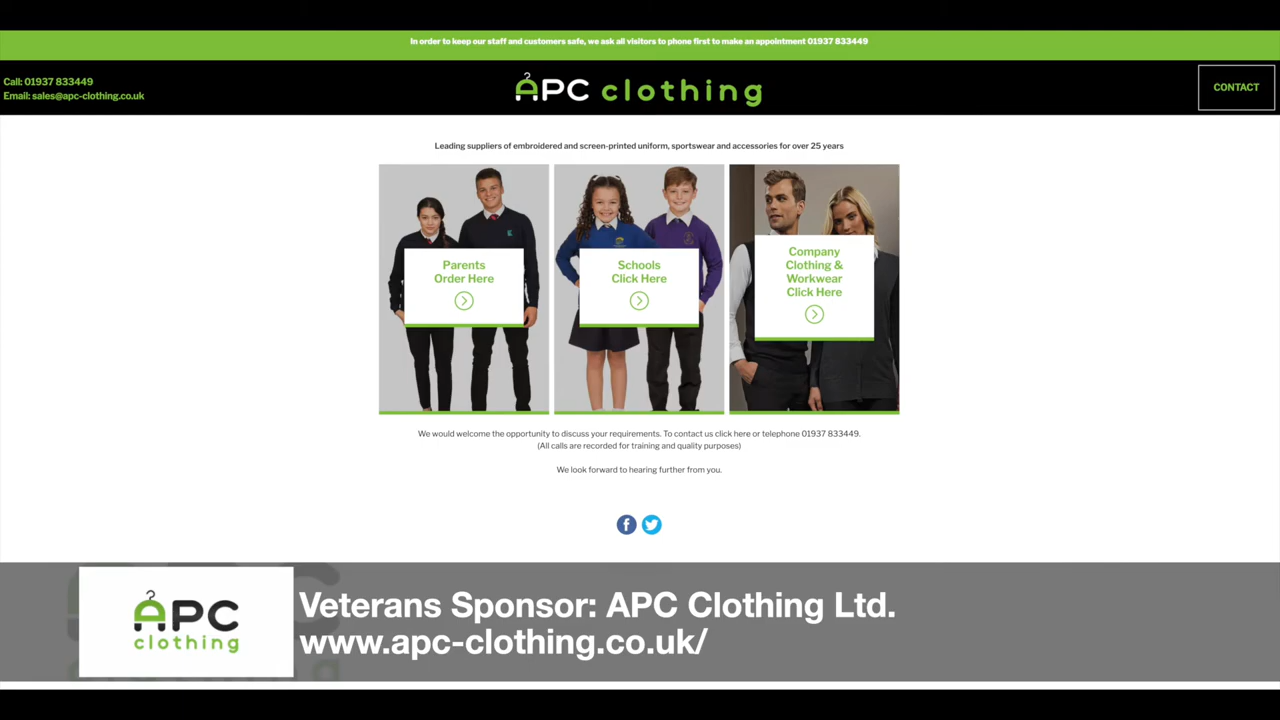 In order to keep our staff and customers safe, we ask all visitors to phone first to make an appointment 01937 833449
Call: 01937 833449
Email: sales@apc-clothing.co.uk
APC clothing
CONTACT
Leading suppliers of embroidered and screen-printed uniform, sportswear and accessories for over 25 years
Parents
Order Here
Schools
Click Here
Company
Clothing &
Workwear
Click Here
We would welcome the opportunity to discuss your requirements. To contact us click here or telephone 01937 833449.
(All calls are recorded for training and quality purposes)
We look forward to hearing further from you.
APC
clothing
Veterans Sponsor: APC Clothing Ltd.
www.apc-clothing.co.uk/